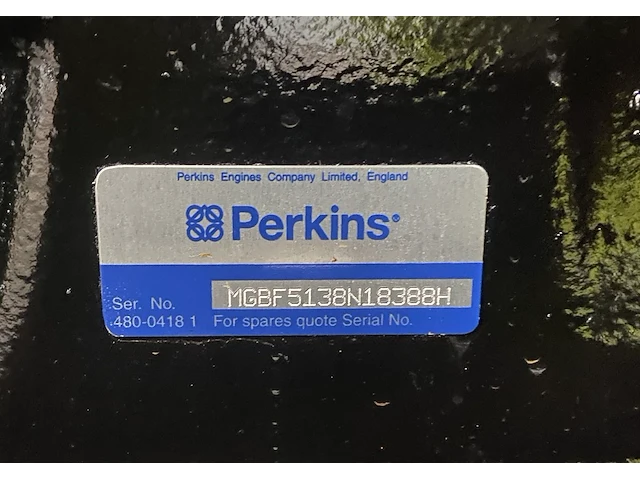 Perkins Engines Company Limited, England
Perkins®
Ser. No. MGBF5138N18388H
480-0418 1 For spares quote Serial No.